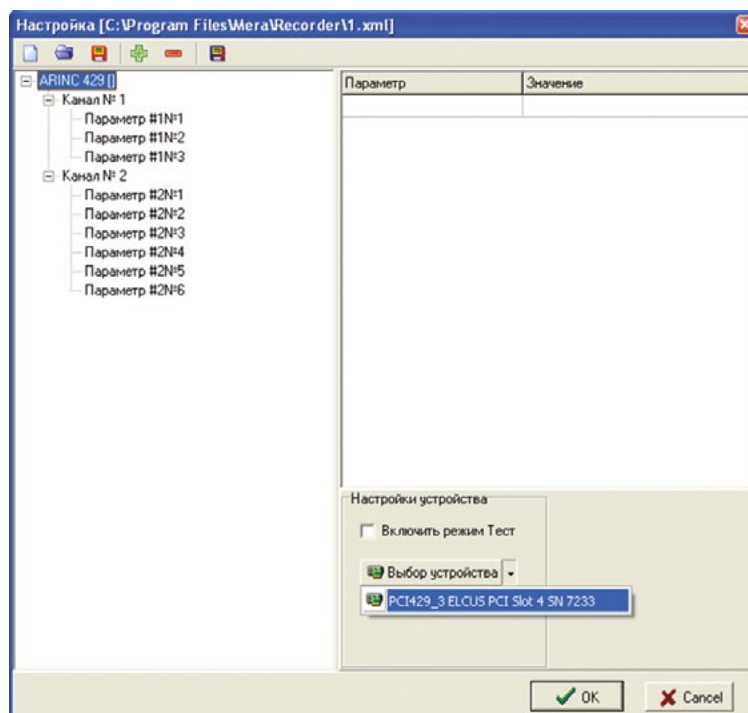 Настройка [C:\Program Files\Mera\Recorder\1.xml]
ARINC 429 []
Канал № 1
Параметр #1№1
Параметр #1№2
Параметр #1№3
Канал № 2
Параметр #2№1
Параметр #2№2
Параметр #2№3
Параметр #2№4
Параметр #2№5
Параметр #2№6
Параметр Значение
Настройки устройства
Включить режим Тест
Выбор устройства
PCI429_3 ELCUS PCI Slot 4 SN 7233
OK Cancel